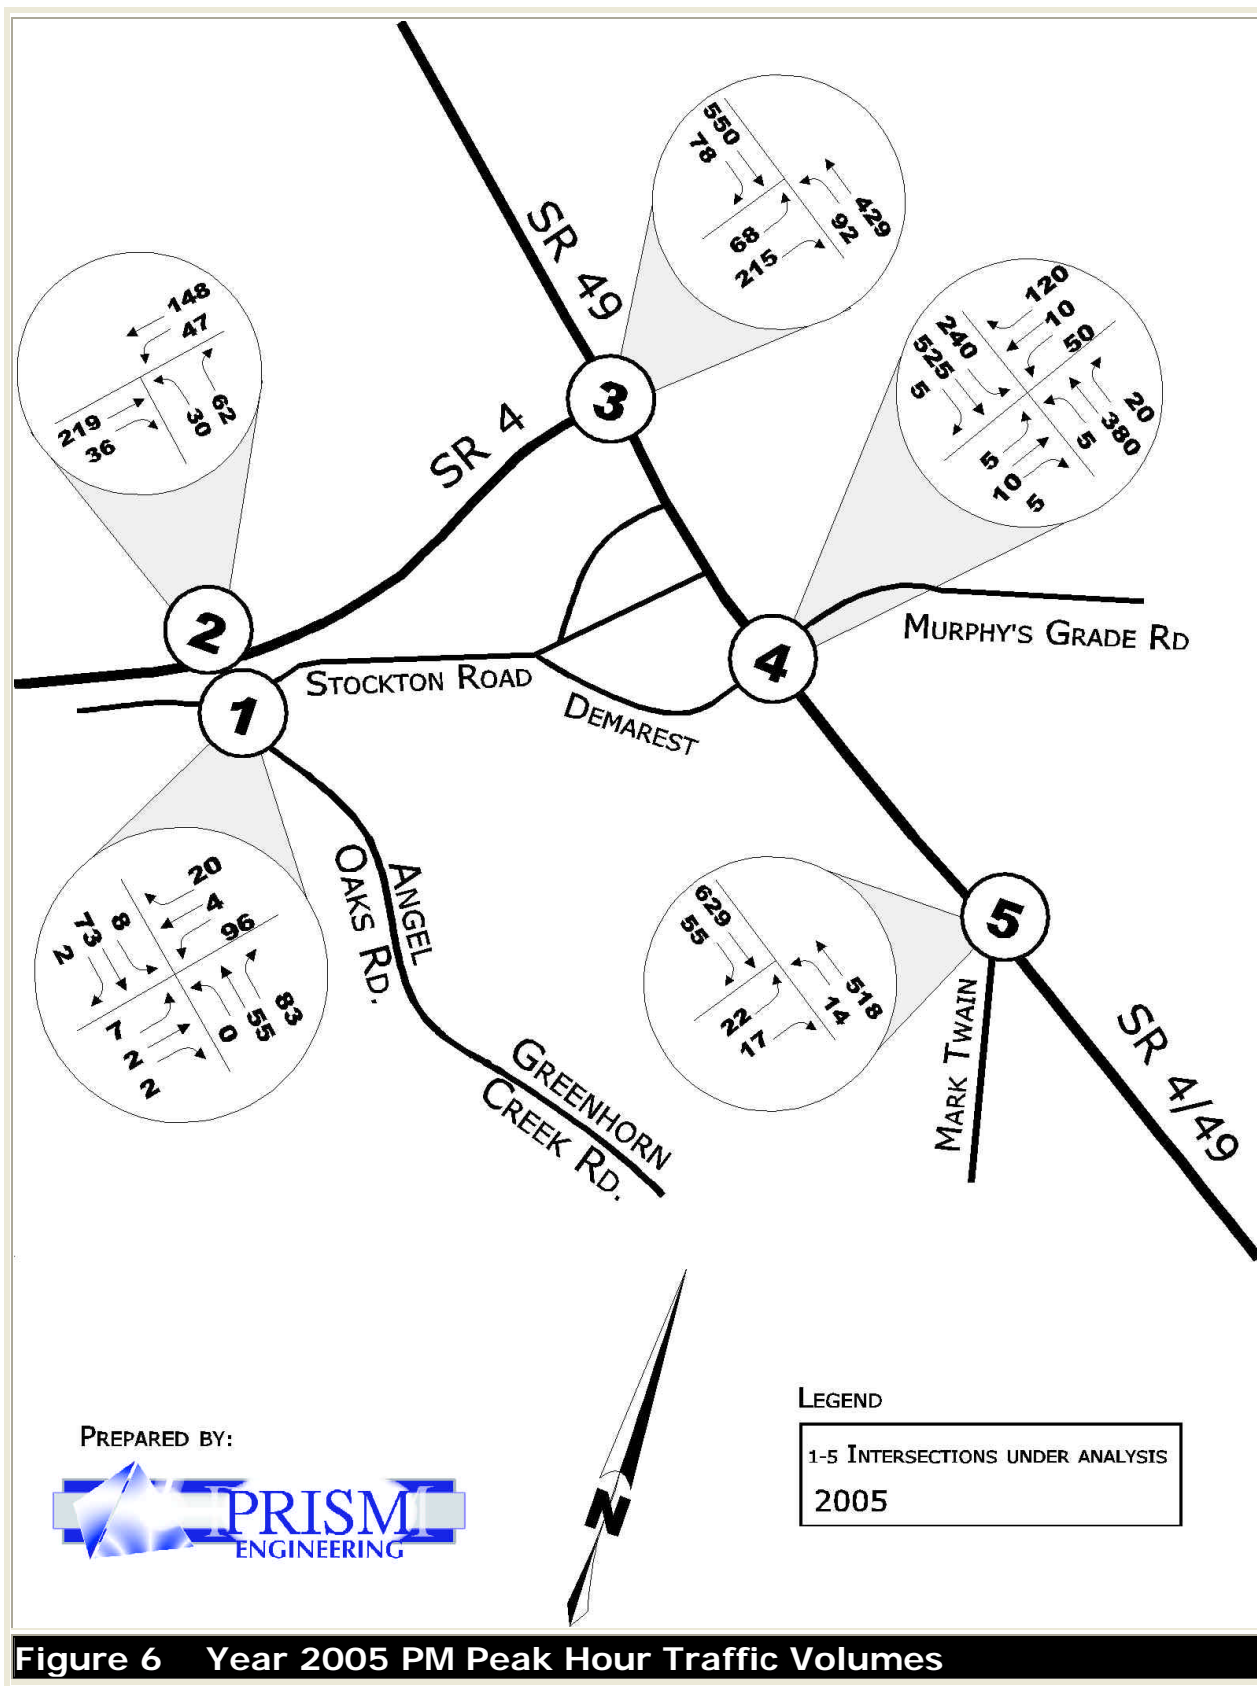 550
78
429
92
68
215
SR 49
148
47
219
36
30
62
120
10
50
240
525
5
20
380
5
5
10
5
SR 4
3
2
1
4
5
STOCKTON ROAD
DEMAREST
MURPHY'S GRADE RD
20
4
96
8
73
2
7
2
2
0
55
83
ANGEL
OAKS RD.
GREENHORN
CREEK RD.
629
55
518
14
22
17
MARK TWAIN
SR 4/49
N
PREPARED BY:
PRISM
ENGINEERING
LEGEND
1-5 INTERSECTIONS UNDER ANALYSIS
2005
Figure 6 Year 2005 PM Peak Hour Traffic Volumes